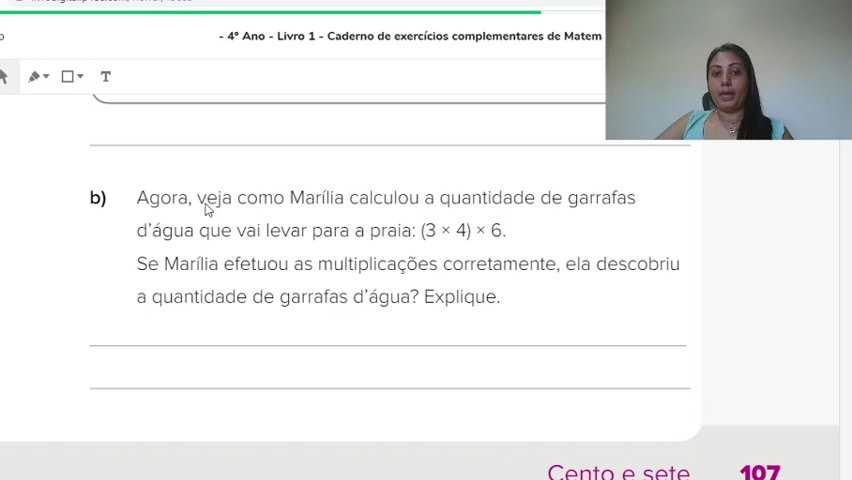 - 4º Ano - Livro 1 - Caderno de exercícios complementares de Matem
T
b) Agora, veja como Marília calculou a quantidade de garrafas
d'água que vai levar para a praia: (3 × 4) × 6.
Se Marília efetuou as multiplicações corretamente, ela descobriu
a quantidade de garrafas d'água? Explique.
Cento e sete 107